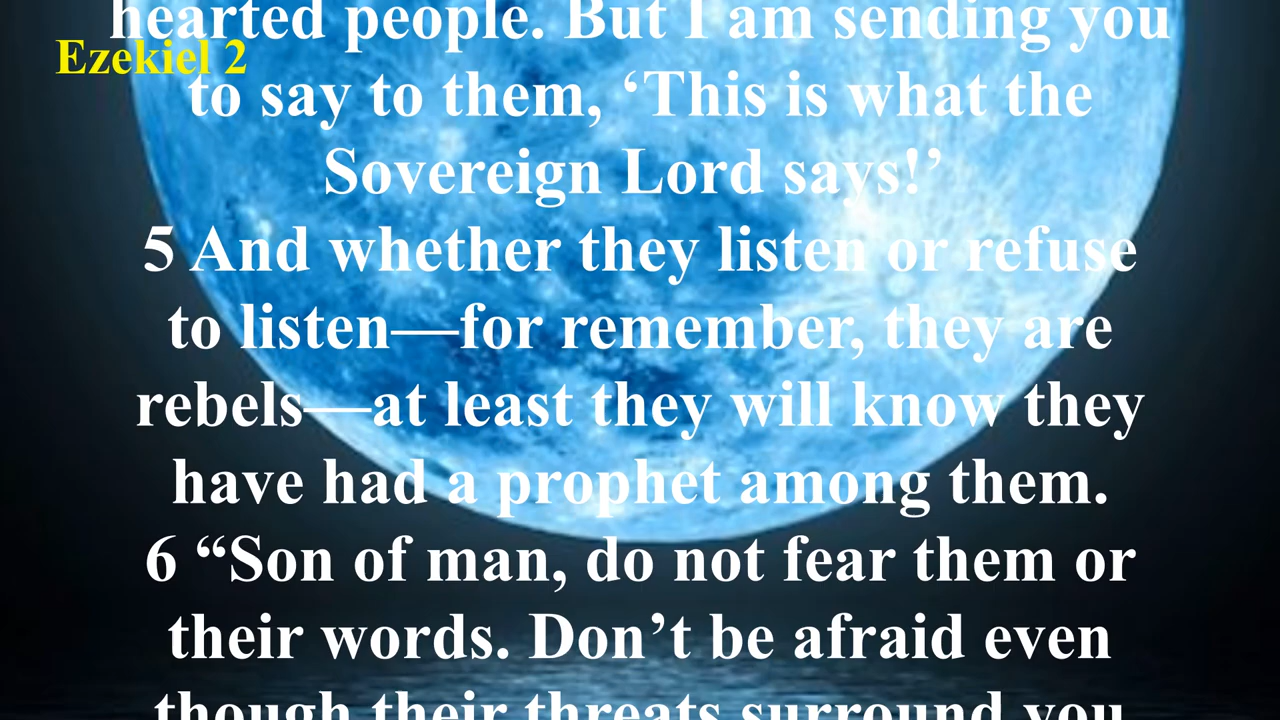 hearted people. But I am sending you
Ezekiel 2
to say to them, ‘This is what the
Sovereign Lord says!’
5 And whether they listen or refuse
to listen—for remember, they are
rebels—at least they will know they
have had a prophet among them.
6 “Son of man, do not fear them or
their words. Don’t be afraid even
though their threats surround you